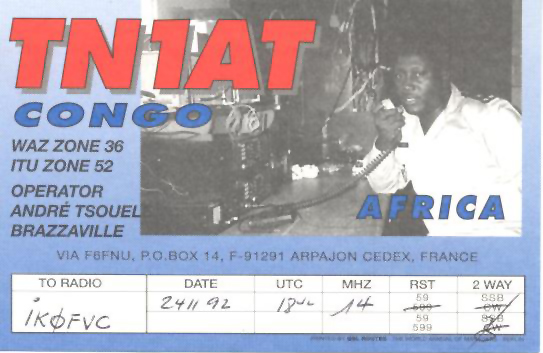 TN1AT
CONGO
WAZ ZONE 36
ITU ZONE 52
OPERATOR
ANDRÉ TSOUEL
BRAZZAVILLE
AFRICA
VIA F6FNU, P.O.BOX 14, F-91291 ARPAJON CEDEX, FRANCE
TO RADIO DATE UTC MHZ RST 2 WAY
iKØFVC 24 11 92 14 59 SSB
599 CW
59 SSB
599 CW